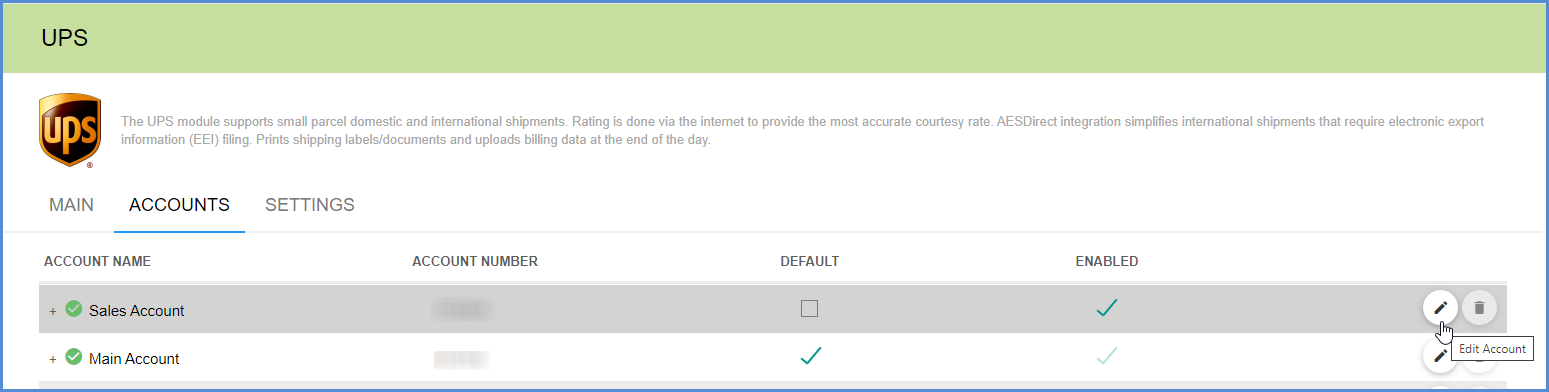 UPS
ups
®
The UPS module supports small parcel domestic and international shipments. Rating is done via the internet to provide the most accurate courtesy rate. AESDirect integration simplifies international shipments that require electronic export
information (EEI) filing. Prints shipping labels/documents and uploads billing data at the end of the day.
MAIN ACCOUNTS SETTINGS
ACCOUNT NAME ACCOUNT NUMBER DEFAULT ENABLED
+ Sales Account
+ Main Account
Edit Account